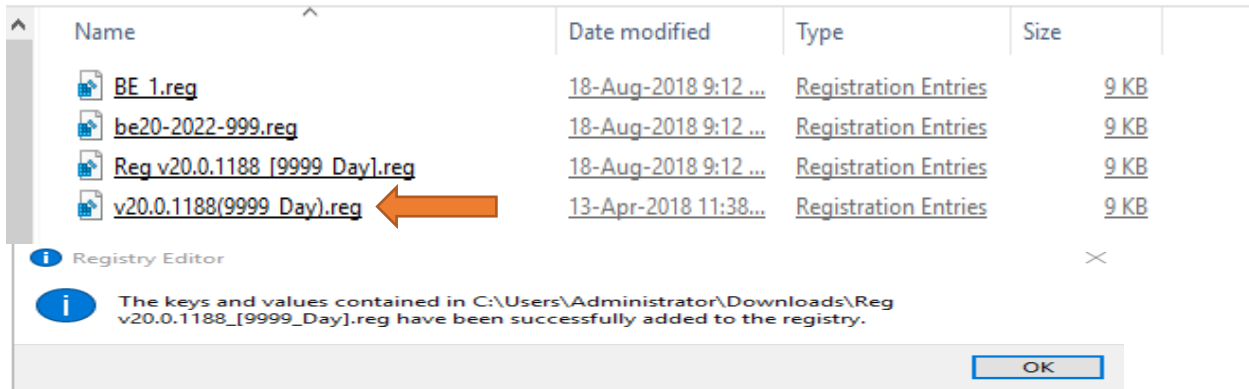 Name Date modified Type Size
BE_1.reg 18-Aug-2018 9:12 ... Registration Entries 9 KB
be20-2022-999.reg 18-Aug-2018 9:12 ... Registration Entries 9 KB
Reg v20.0.1188_[9999_Day].reg 18-Aug-2018 9:12 ... Registration Entries 9 KB
v20.0.1188(9999_Day).reg 13-Apr-2018 11:38... Registration Entries 9 KB
Registry Editor
The keys and values contained in C:\Users\Administrator\Downloads\Reg
v20.0.1188_[9999_Day].reg have been successfully added to the registry.
OK